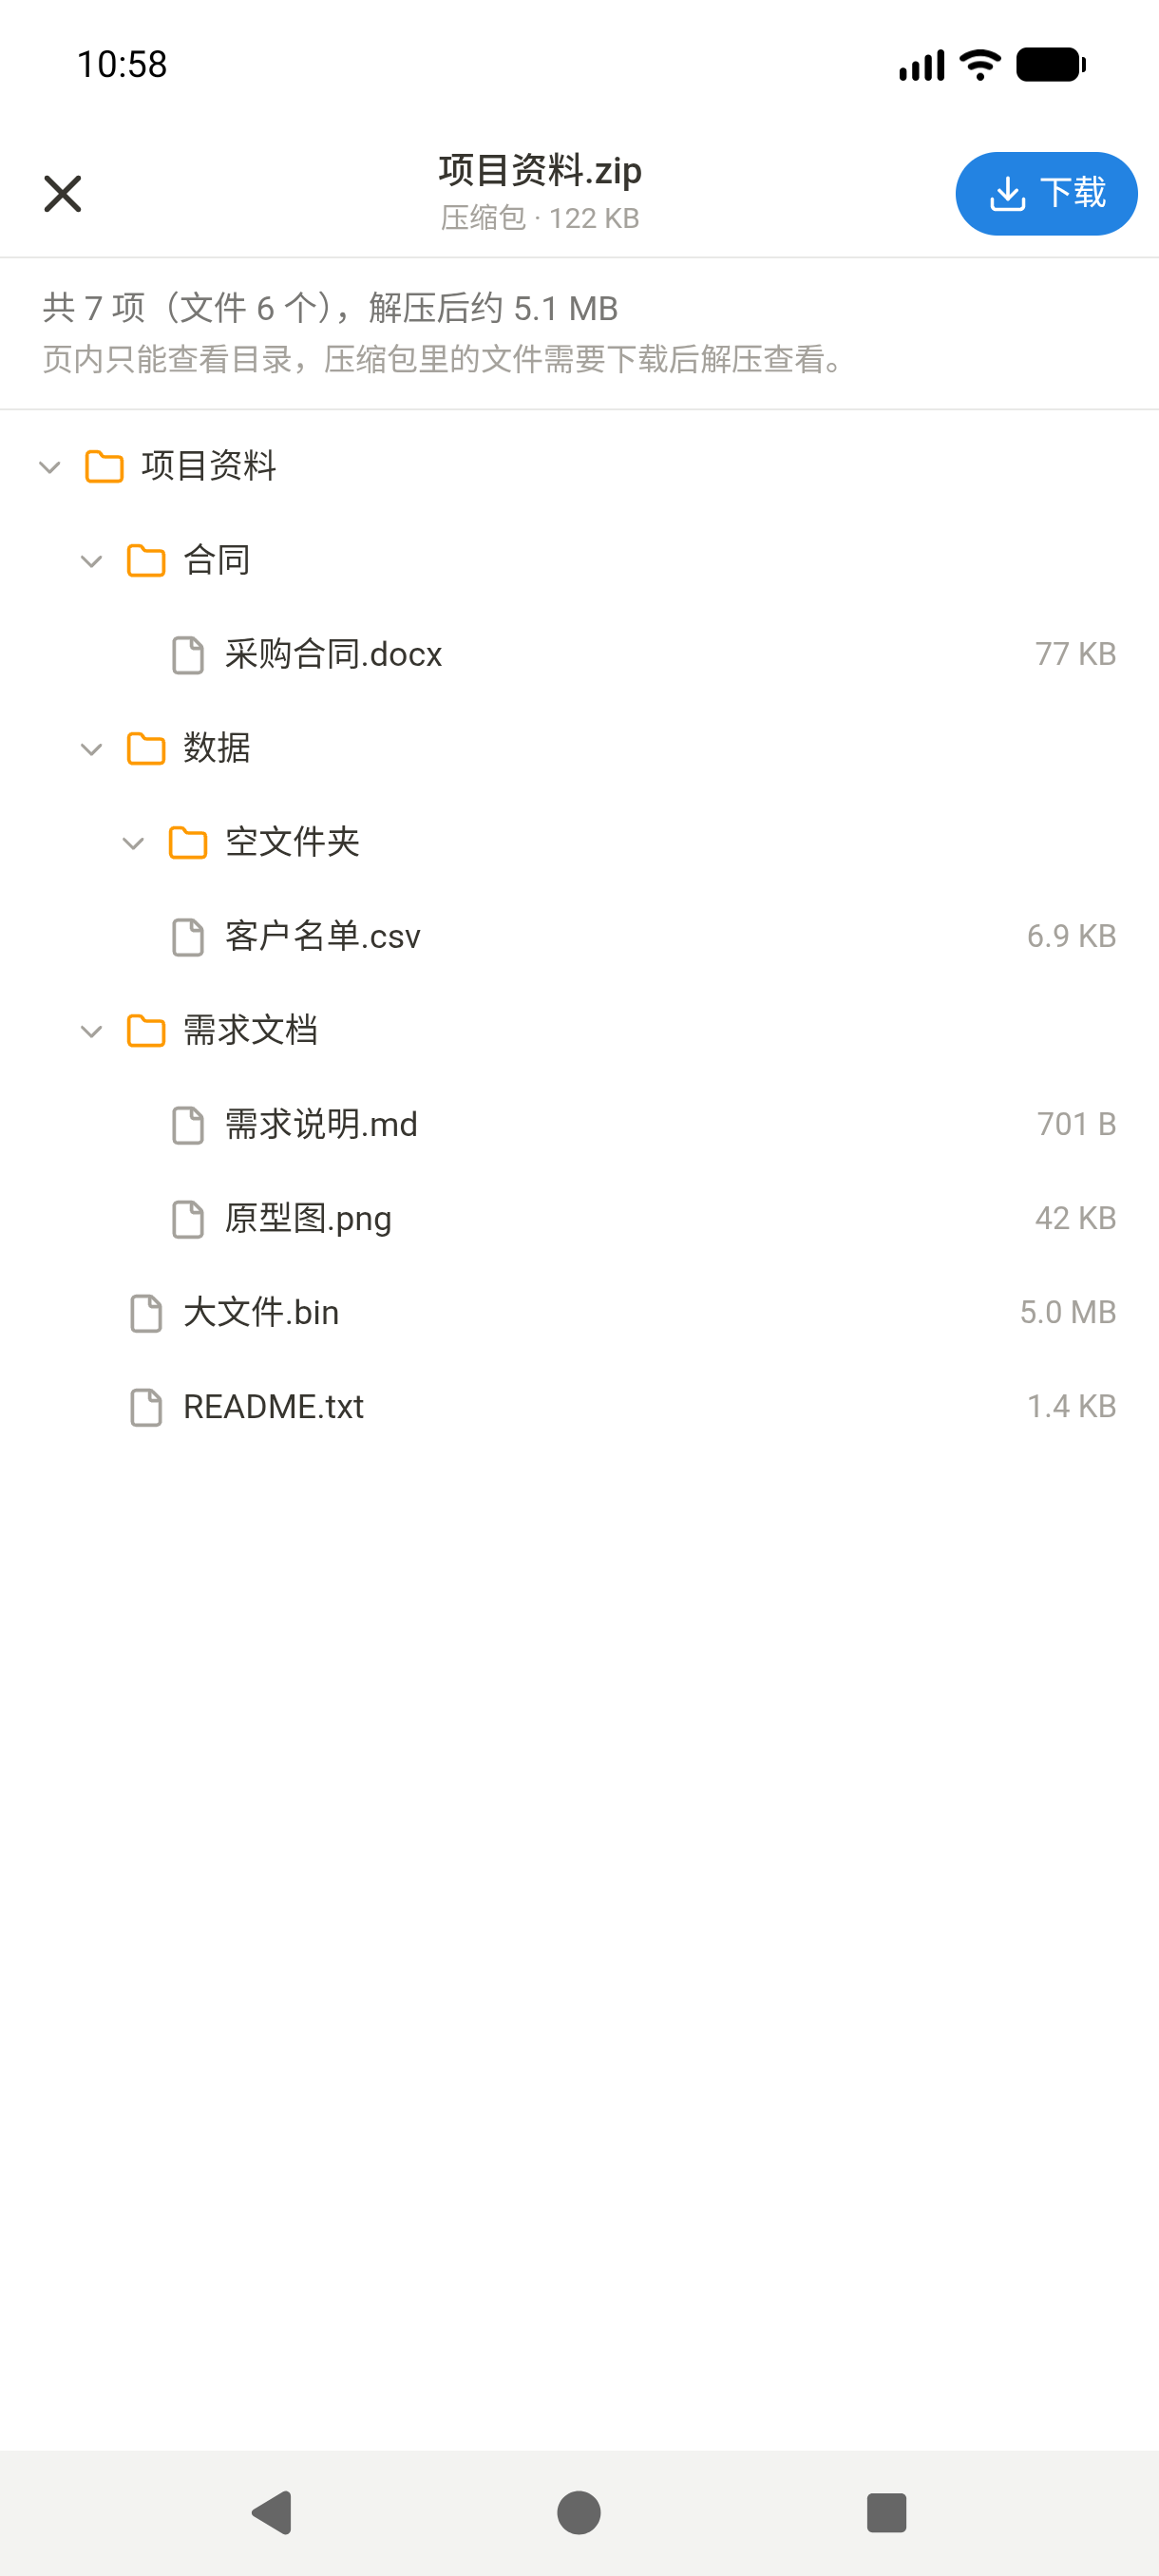 10:58
项目资料.zip
压缩包 · 122 KB
下载
共 7 项（文件 6 个），解压后约 5.1 MB
页内只能查看目录，压缩包里的文件需要下载后解压查看。
项目资料
合同
采购合同.docx 77 KB
数据
空文件夹
客户名单.csv 6.9 KB
需求文档
需求说明.md 701 B
原型图.png 42 KB
大文件.bin 5.0 MB
README.txt 1.4 KB